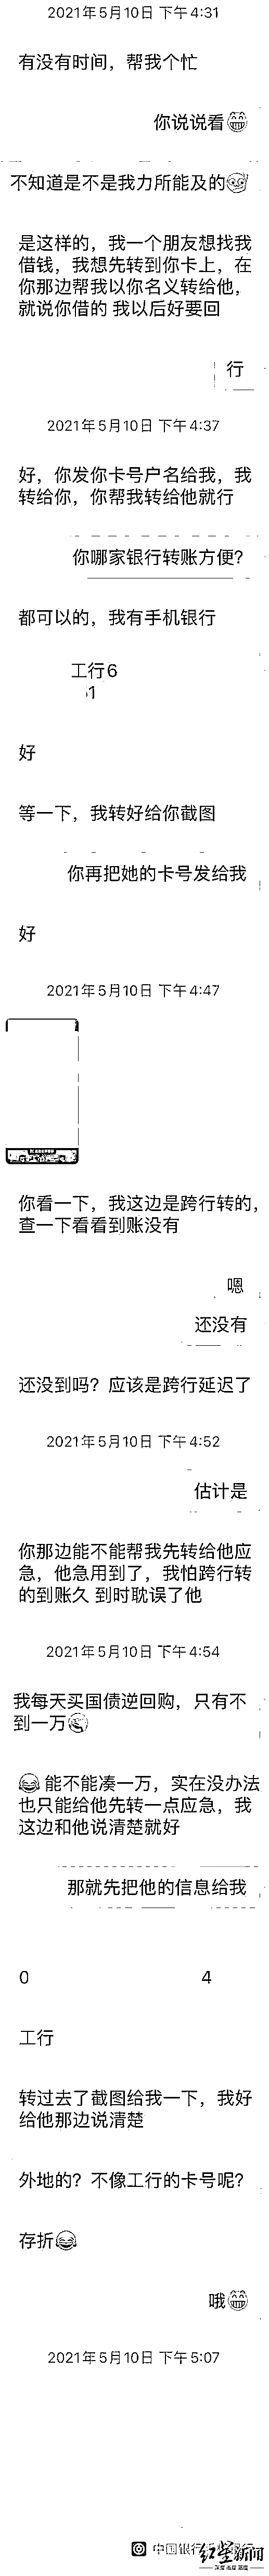 2021年5月10日 下午4:31
有没有时间，帮我个忙
你说说看
不知道是不是我力所能及的
是这样的，我一个朋友想找我
借钱，我想先转到你卡上，在
你那边帮我以你名义转给他，
就说你借的 我以后好要回
行
2021年5月10日 下午4:37
好，你发你卡号户名给我，我
转给你，你帮我转给他就行
你哪家银行转账方便？
都可以的，我有手机银行
工行6
51
好
等一下，我转好给你截图
你再把她的卡号发给我
好
2021年5月10日 下午4:47
你看一下，我这边是跨行转的，
查一下看看到账没有
嗯
还没有
还没到吗？应该是跨行延迟了
2021年5月10日 下午4:52
估计是
你那边能不能帮我先转给他应
急，他急用到了，我怕跨行转
的到账久 到时耽误了他
2021年5月10日 下午4:54
我每天买国债逆回购，只有不
到一万
😂 能不能凑一万，实在没办法
也只能给他先转一点应急，我
这边和他说清楚就好
那就先把他的信息给我
0 4
工行
转过去了截图给我一下，我好
给他那边说清楚
外地的？不像工行的卡号呢？
存折😂
哦😁
2021年5月10日 下午5:07
中国银行
红星新闻